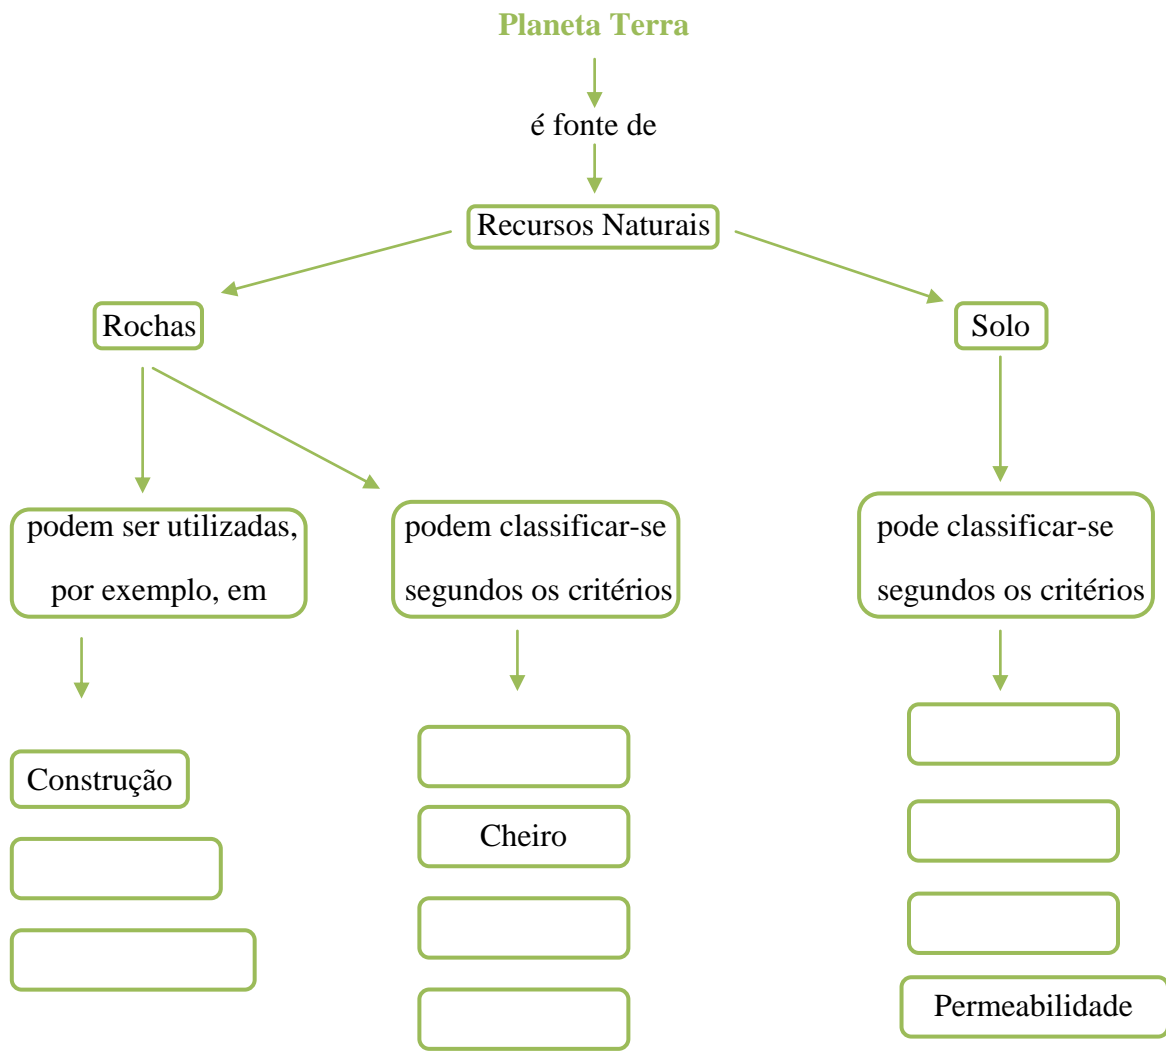 Planeta Terra
é fonte de
Recursos Naturais
Rochas
Solo
podem ser utilizadas,
por exemplo, em
podem classificar-se
segundos os critérios
pode classificar-se
segundos os critérios
Construção
Cheiro
Permeabilidade